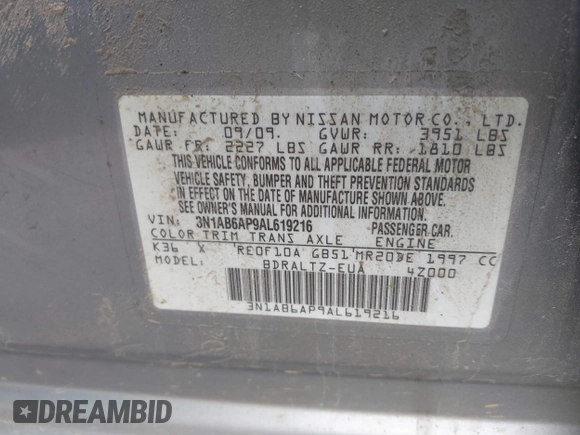 MANUFACTURED BY NISSAN MOTOR CO., LTD.
DATE: 09/09. GVWR: 3951 LBS
GAWR FR: 2227 LBS GAWR RR: 1810 LBS
THIS VEHICLE CONFORMS TO ALL APPLICABLE FEDERAL MOTOR
VEHICLE SAFETY, BUMPER AND THEFT PREVENTION STANDARDS
IN EFFECT ON THE DATE OF MANUFACTURE SHOWN ABOVE.
SEE OWNER'S MANUAL FOR ADDITIONAL INFORMATION.
VIN: 3N1AB6AP9AL619216 PASSENGER CAR.
COLOR TRIM TRANS AXLE ENGINE
K36 X RE0F10A GB51 MR20DE 1997 CC
BDRALTZ-EUA 4Z000
3N1AB6AP9AL619216
DREAMBID